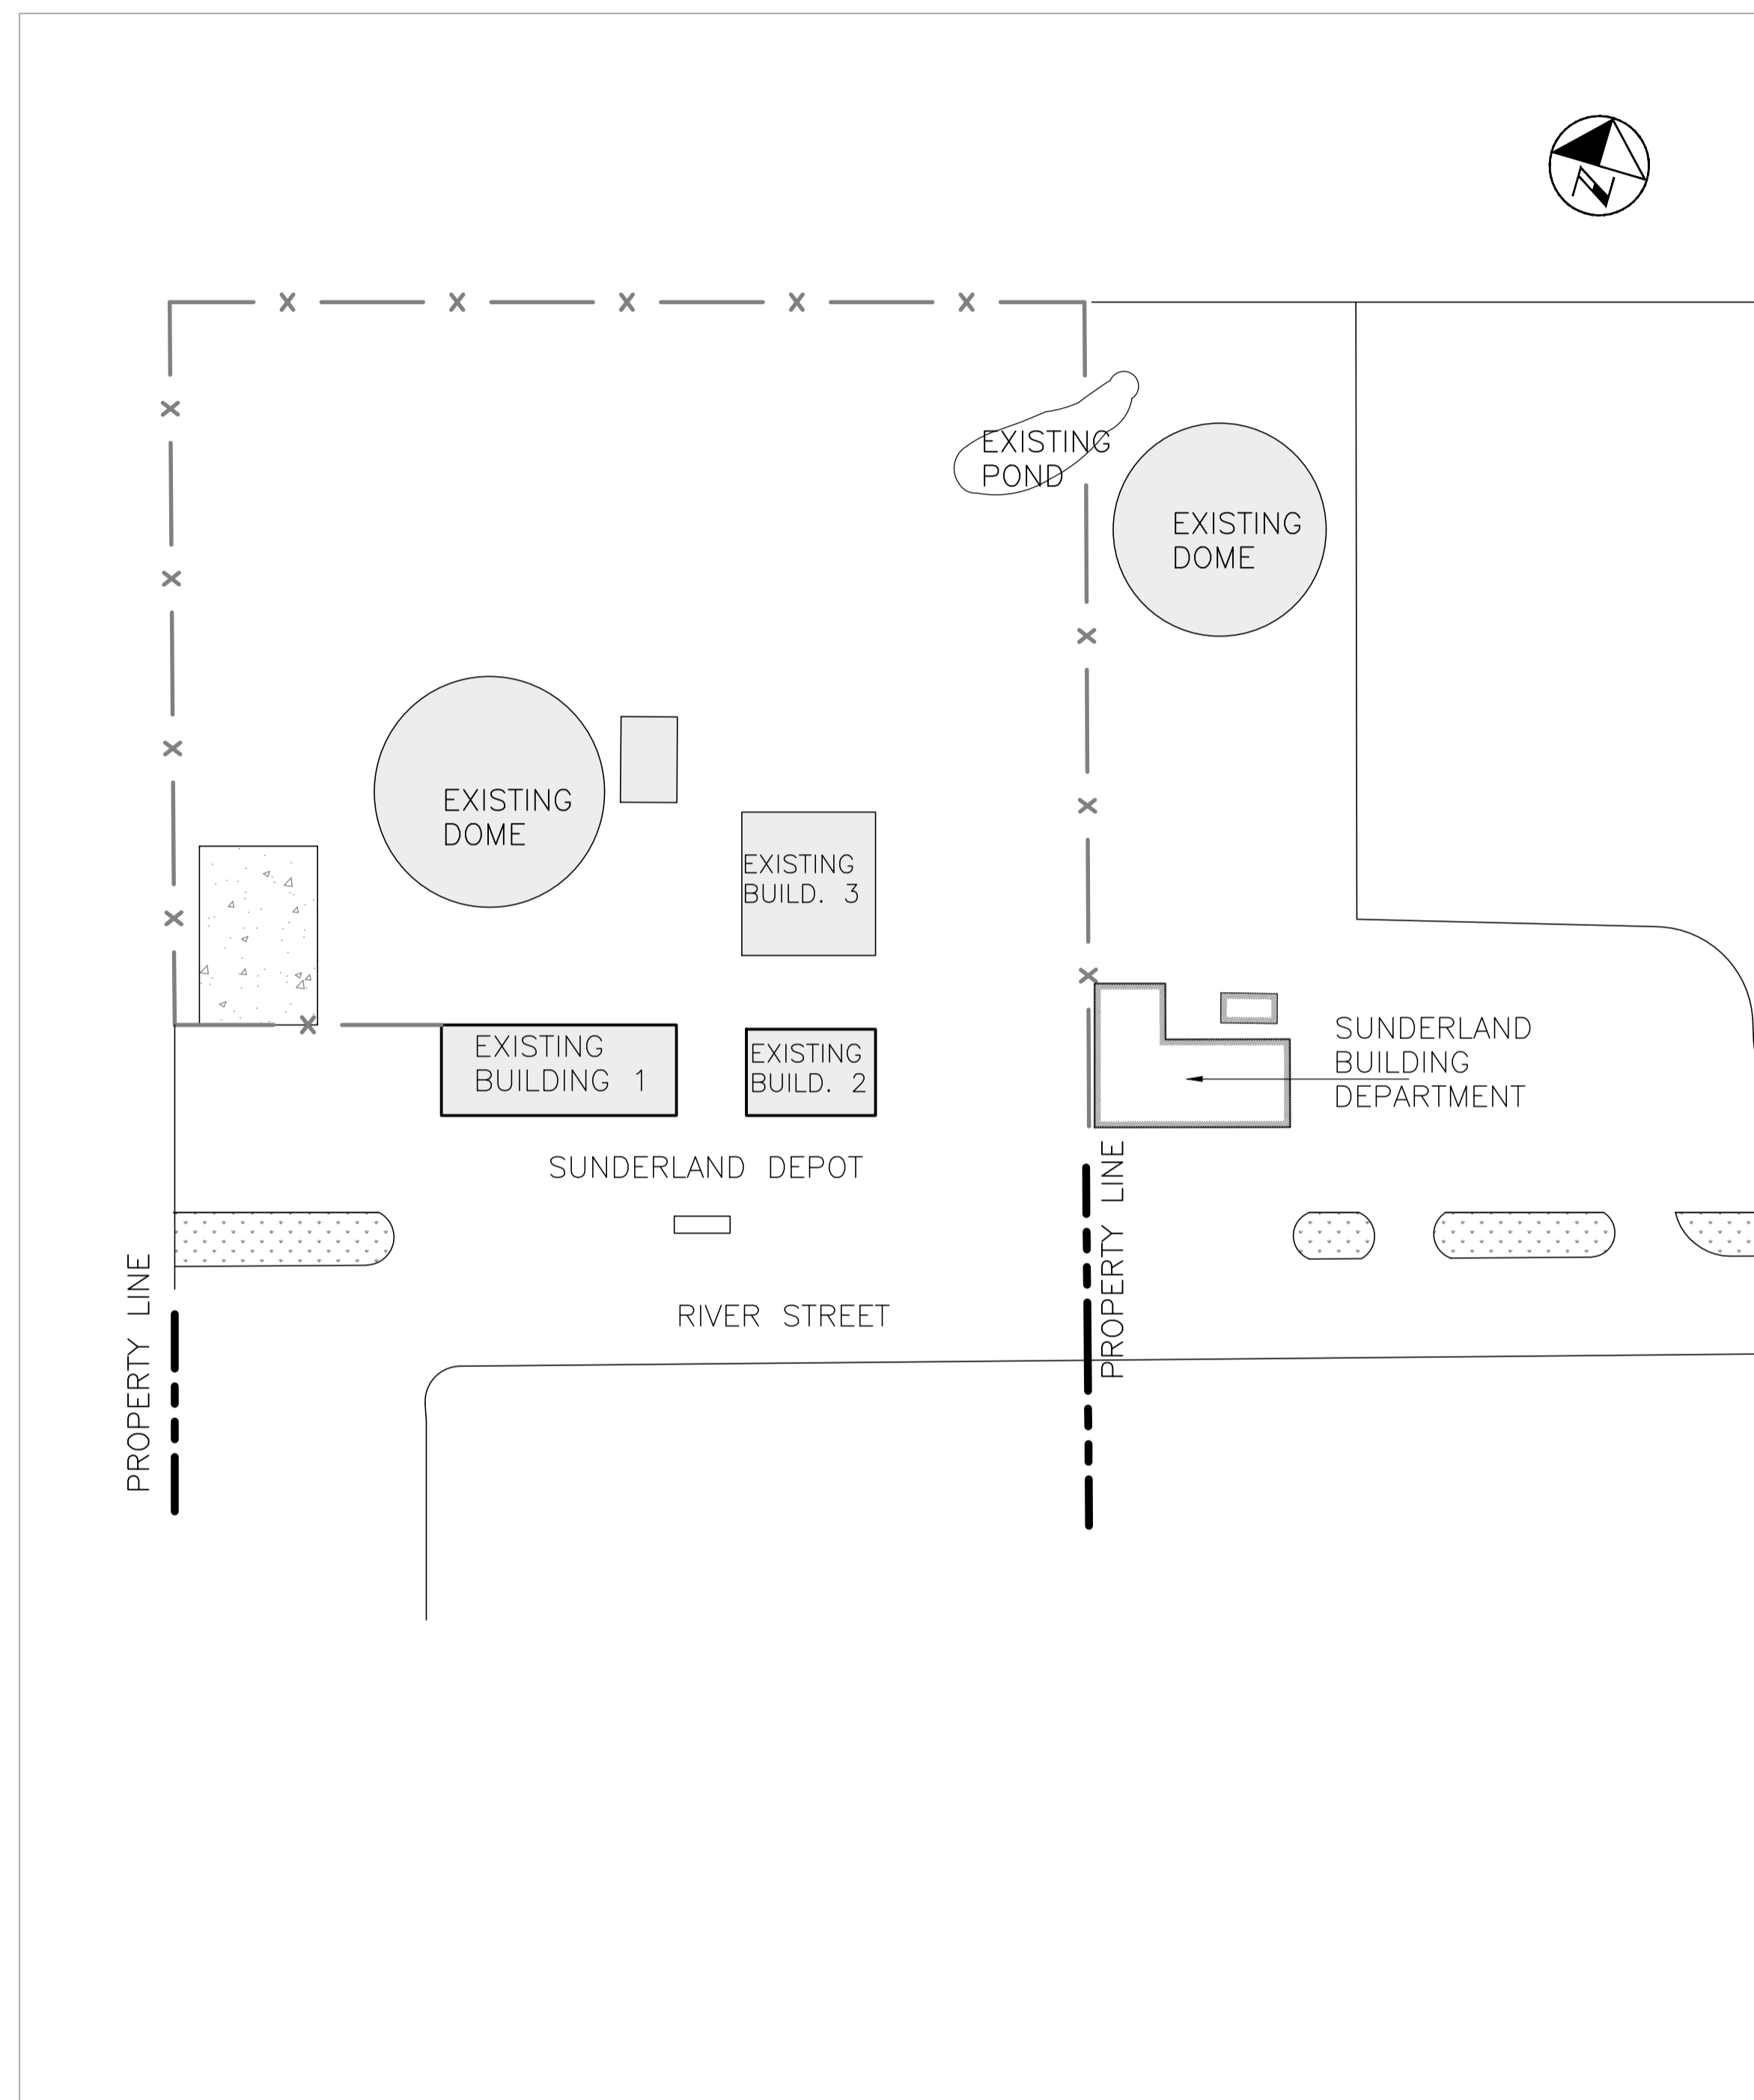 N
EXISTING
POND
EXISTING
DOME
EXISTING
DOME
EXISTING
BUILD. 3
EXISTING
BUILDING 1
EXISTING
BUILD. 2
SUNDERLAND
BUILDING
DEPARTMENT
SUNDERLAND DEPOT
PROPERTY LINE
PROPERTY LINE
RIVER STREET